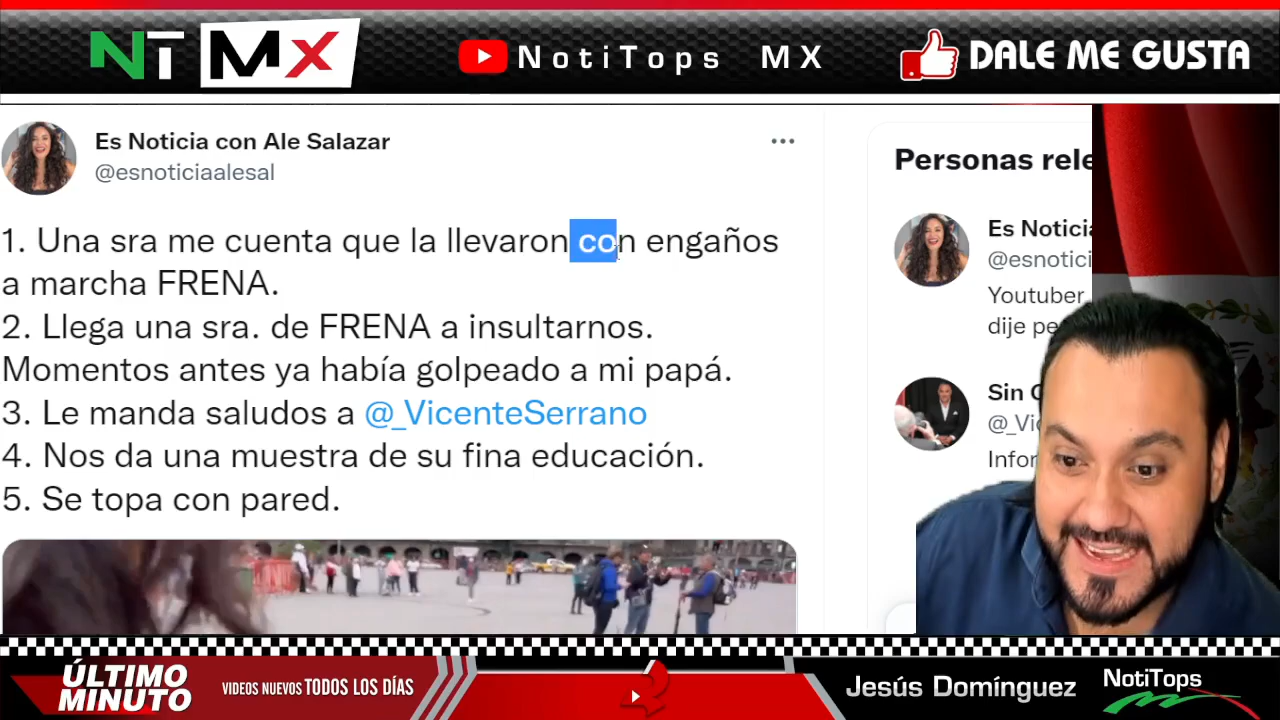 NT MX
NotiTops MX
DALE ME GUSTA
Es Noticia con Ale Salazar
@esnoticiaalesal
1. Una sra me cuenta que la llevaron con engaños
a marcha FRENA.
2. Llega una sra. de FRENA a insultarnos.
Momentos antes ya había golpeado a mi papá.
3. Le manda saludos a @_VicenteSerrano
4. Nos da una muestra de su fina educación.
5. Se topa con pared.
Personas rele
Es Noticia
@esnotici
Youtuber
dije pe
Sin
@_Vi
Infor
ÚLTIMO
MINUTO
VIDEOS NUEVOS TODOS LOS DÍAS
Jesús Domínguez
NotiTops